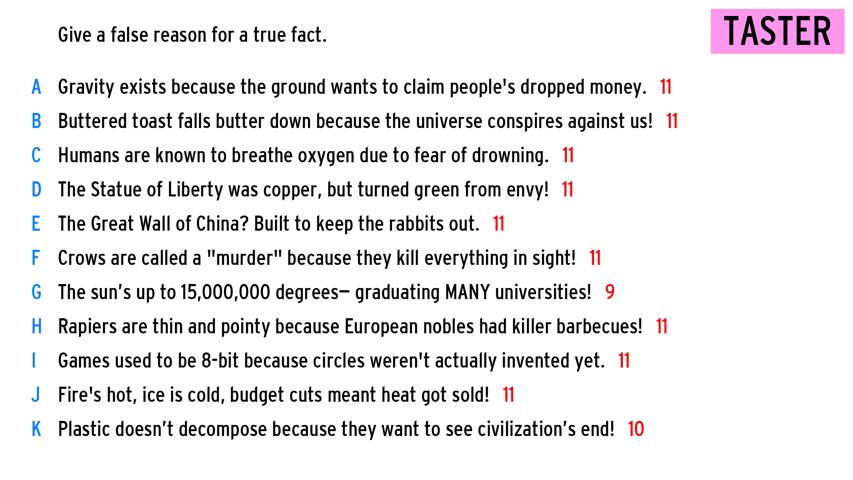 Give a false reason for a true fact.
TASTER
A Gravity exists because the ground wants to claim people's dropped money. 11
B Buttered toast falls butter down because the universe conspires against us! 11
C Humans are known to breathe oxygen due to fear of drowning. 11
D The Statue of Liberty was copper, but turned green from envy! 11
E The Great Wall of China? Built to keep the rabbits out. 11
F Crows are called a "murder" because they kill everything in sight! 11
G The sun’s up to 15,000,000 degrees— graduating MANY universities! 9
H Rapiers are thin and pointy because European nobles had killer barbecues! 11
I Games used to be 8-bit because circles weren't actually invented yet. 11
J Fire's hot, ice is cold, budget cuts meant heat got sold! 11
K Plastic doesn’t decompose because they want to see civilization’s end! 10